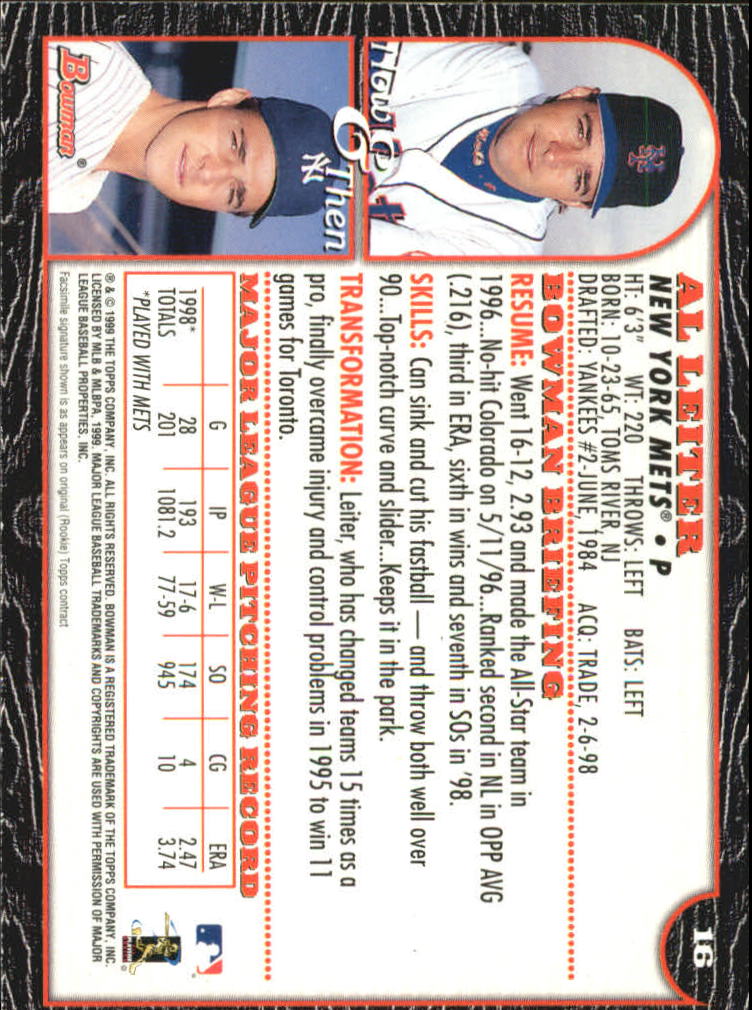 16
AL LEITER
NEW YORK METS® • P
HT: 6'3" WT: 220 THROWS: LEFT BATS: LEFT
BORN: 10-23-65, TOMS RIVER, NJ
DRAFTED: YANKEES #2-JUNE, 1984 ACQ: TRADE, 2-6-98
BOWMAN BRIEFING
RESUME: Went 16-12, 2.93 and made the All-Star team in
1996...No-hit Colorado on 5/11/96...Ranked second in NL in OPP AVG
(.216), third in ERA, sixth in wins and seventh in SOs in '98.
SKILLS: Can sink and cut his fastball — and throw both well over
90...Top-notch curve and slider...Keeps it in the park.
TRANSFORMATION: Leiter, who has changed teams 15 times as a
pro, finally overcame injury and control problems in 1995 to win 11
games for Toronto.
MAJOR LEAGUE PITCHING RECORD
G IP W-L SO CG ERA
1998* 28 193 17-6 174 4 2.47
TOTALS 201 1081.2 77-59 945 10 3.74
*PLAYED WITH METS
® & © 1999 THE TOPPS COMPANY, INC. ALL RIGHTS RESERVED. BOWMAN IS A REGISTERED TRADEMARK OF THE TOPPS COMPANY, INC.
LICENSED BY MLB & MLBPA, 1999. MAJOR LEAGUE BASEBALL TRADEMARKS AND COPYRIGHTS ARE USED WITH PERMISSION OF MAJOR
LEAGUE BASEBALL PROPERTIES, INC.
Facsimile signature shown is as appears on original (Rookie) Topps contract
Now
&
Then
NY
Mets
NY
Bowman®